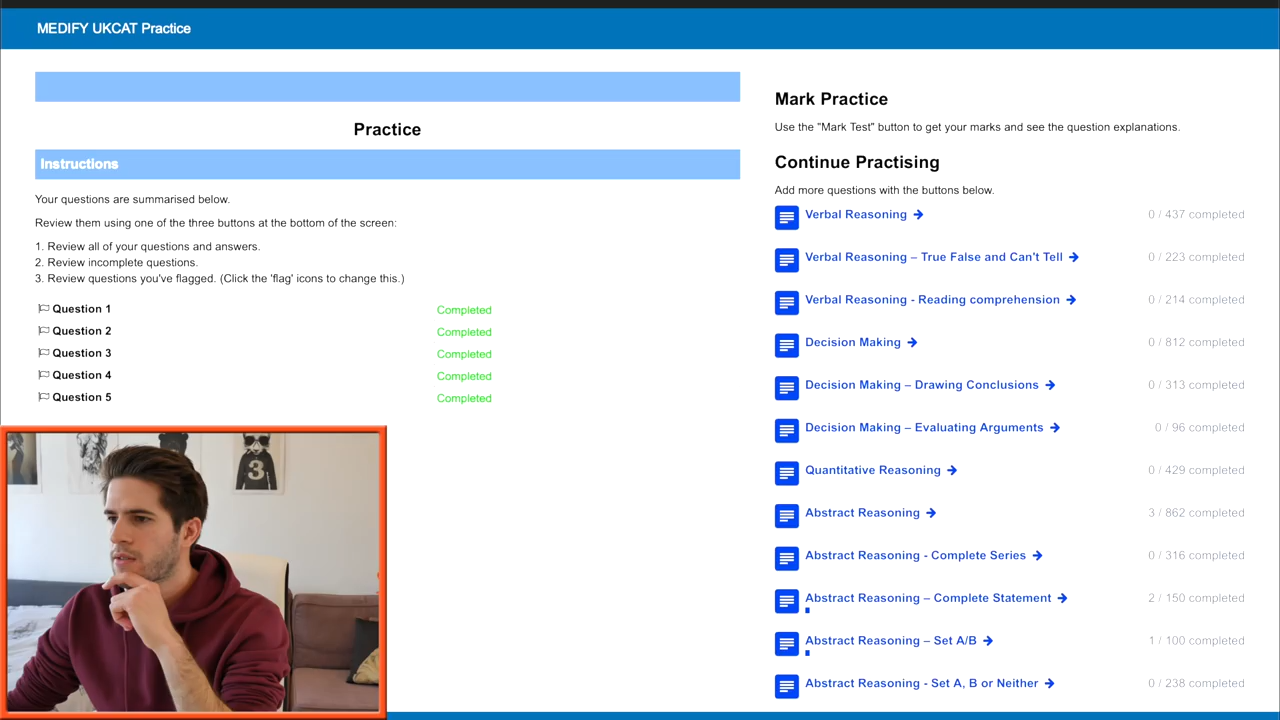 MEDIFY UKCAT Practice
Practice
Instructions
Your questions are summarised below.
Review them using one of the three buttons at the bottom of the screen:
1. Review all of your questions and answers.
2. Review incomplete questions.
3. Review questions you've flagged. (Click the 'flag' icons to change this.)
Question 1 Completed
Question 2 Completed
Question 3 Completed
Question 4 Completed
Question 5 Completed
3
Mark Practice
Use the "Mark Test" button to get your marks and see the question explanations.
Continue Practising
Add more questions with the buttons below.
Verbal Reasoning → 0 / 437 completed
Verbal Reasoning – True False and Can't Tell → 0 / 223 completed
Verbal Reasoning - Reading comprehension → 0 / 214 completed
Decision Making → 0 / 812 completed
Decision Making – Drawing Conclusions → 0 / 313 completed
Decision Making – Evaluating Arguments → 0 / 96 completed
Quantitative Reasoning → 0 / 429 completed
Abstract Reasoning → 3 / 862 completed
Abstract Reasoning - Complete Series → 0 / 316 completed
Abstract Reasoning – Complete Statement → 2 / 150 completed
Abstract Reasoning – Set A/B → 1 / 100 completed
Abstract Reasoning - Set A, B or Neither → 0 / 238 completed